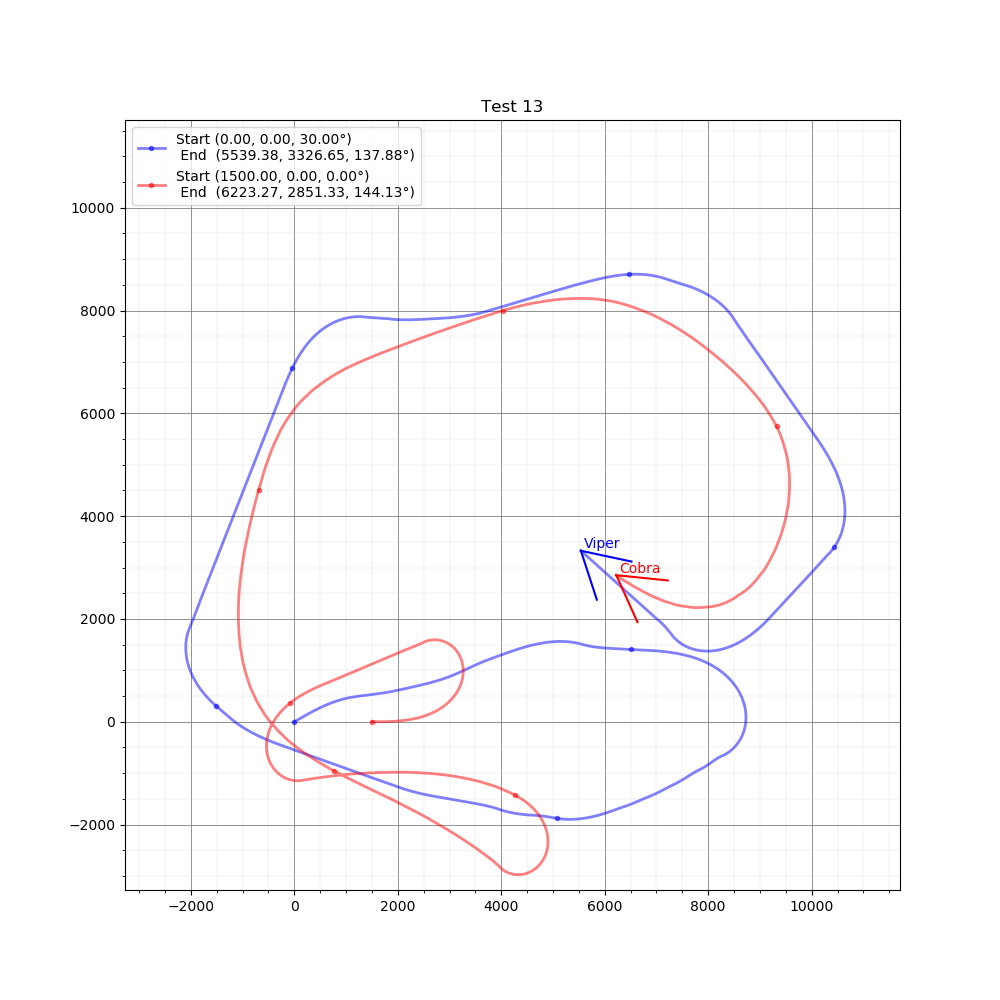 Test 13
Start (0.00, 0.00, 30.00°)
End (5539.38, 3326.65, 137.88°)
Start (1500.00, 0.00, 0.00°)
End (6223.27, 2851.33, 144.13°)
10000
8000
6000
4000
2000
0
−2000
Viper
Cobra
−2000 0 2000 4000 6000 8000 10000